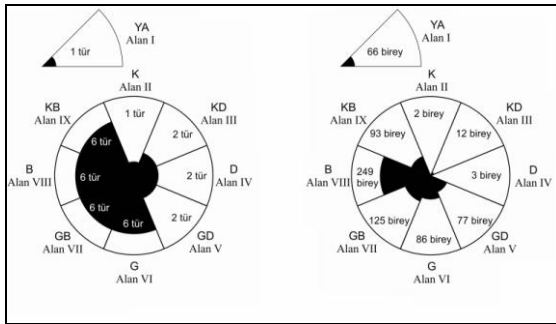 YA
Alan I
1 tür
K
Alan II
1 tür
KD
Alan III
2 tür
D
Alan IV
2 tür
GD
Alan V
2 tür
G
Alan VI
6 tür
GB
Alan VII
6 tür
B
Alan VIII
6 tür
KB
Alan IX
6 tür
YA
Alan I
66 birey
K
Alan II
2 birey
KD
Alan III
12 birey
D
Alan IV
3 birey
GD
Alan V
77 birey
G
Alan VI
86 birey
GB
Alan VII
125 birey
B
Alan VIII
249
birey
KB
Alan IX
93 birey